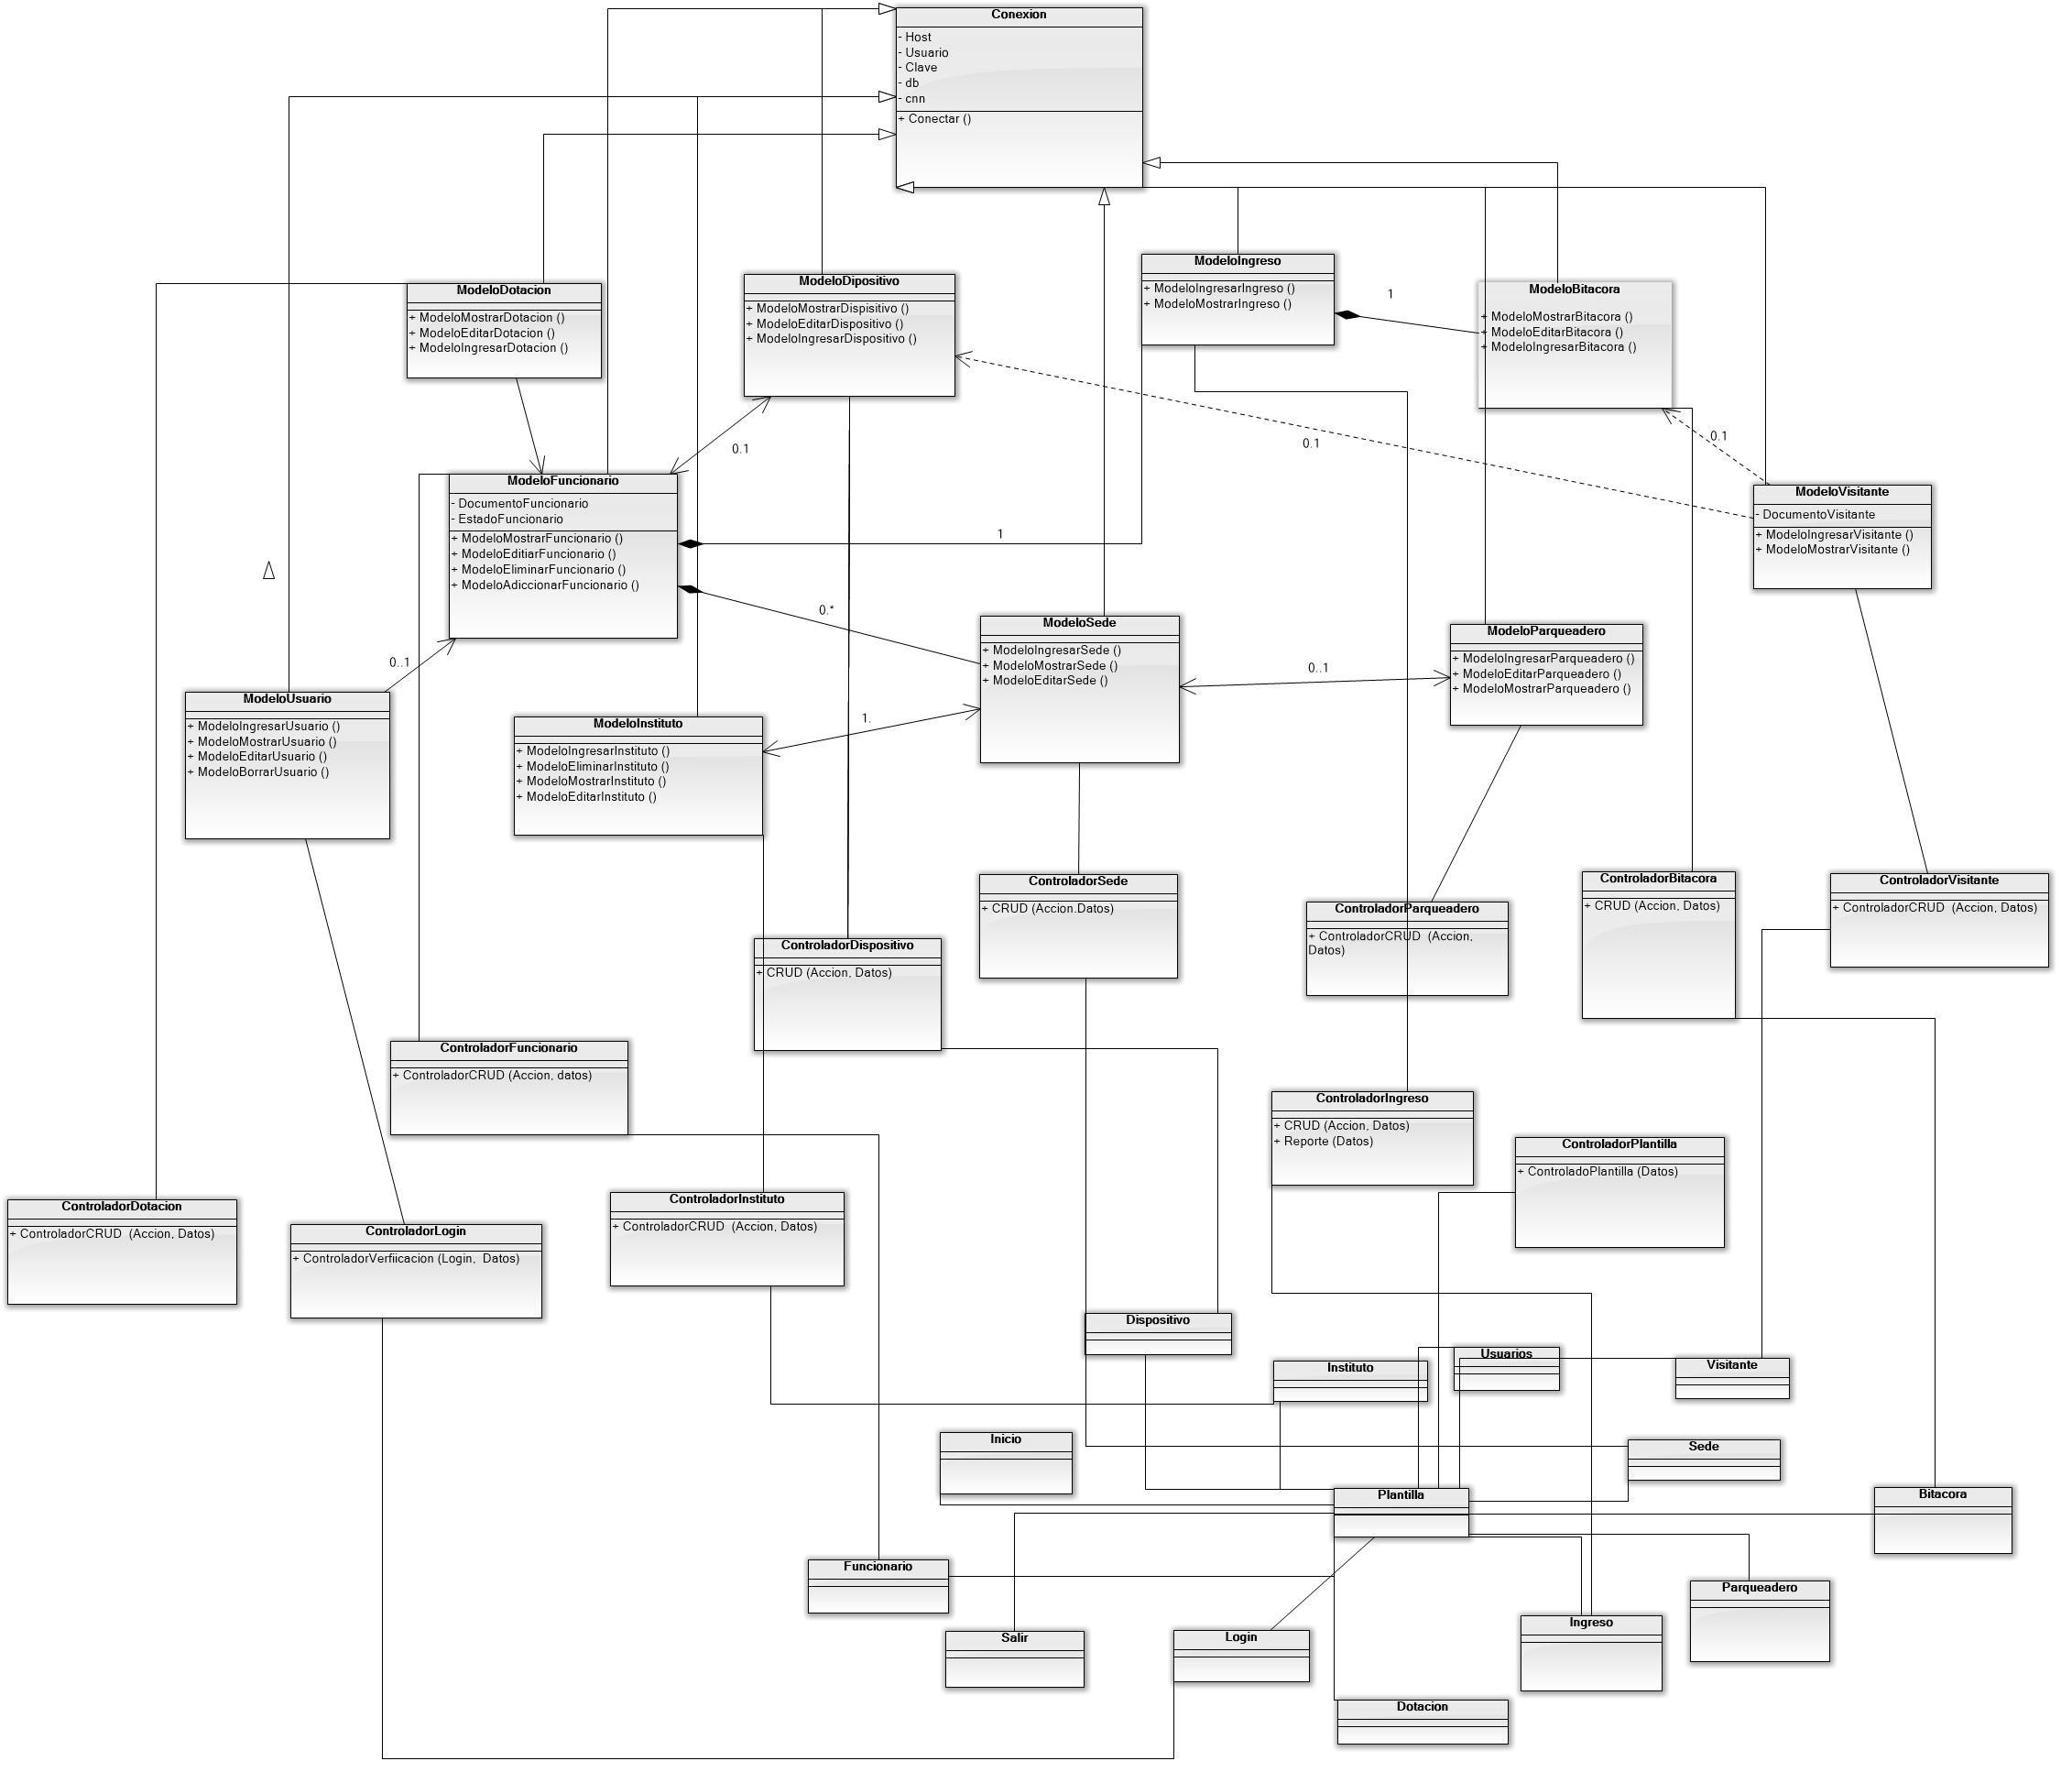 Conexion
- Host
- Usuario
- Clave
- db
- cnn
+ Conectar ()
ModeloDotacion
+ ModeloMostrarDotacion ()
+ ModeloEditarDotacion ()
+ ModeloIngresarDotacion ()
ModeloDipositivo
+ ModeloMostrarDispisitivo ()
+ ModeloEditarDispositivo ()
+ ModeloIngresarDispositivo ()
ModeloIngreso
+ ModeloIngresarIngreso ()
+ ModeloMostrarIngreso ()
1
ModeloBitacora
+ ModeloMostrarBitacora ()
+ ModeloEditarBitacora ()
+ ModeloIngresarBitacora ()
0.1
0.1
0.1
ModeloFuncionario
- DocumentoFuncionario
- EstadoFuncionario
+ ModeloMostrarFuncionario ()
+ ModeloEditiarFuncionario ()
+ ModeloEliminarFuncionario ()
+ ModeloAdiccionarFuncionario ()
1
0.*
ModeloVisitante
- DocumentoVisitante
+ ModeloIngresarVisitante ()
+ ModeloMostrarVisitante ()
0..1
ModeloSede
+ ModeloIngresarSede ()
+ ModeloMostrarSede ()
+ ModeloEditarSede ()
0..1
ModeloParqueadero
+ ModeloIngresarParqueadero ()
+ ModeloEditarParqueadero ()
+ ModeloMostrarParqueadero ()
ModeloUsuario
+ ModeloIngresarUsuario ()
+ ModeloMostrarUsuario ()
+ ModeloEditarUsuario ()
+ ModeloBorrarUsuario ()
ModeloInstituto
+ ModeloIngresarInstituto ()
+ ModeloEliminarInstituto ()
+ ModeloMostrarInstituto ()
+ ModeloEditarInstituto ()
1.
ControladorSede
+ CRUD (Accion.Datos)
ControladorParqueadero
+ ControladorCRUD  (Accion,
Datos)
ControladorBitacora
+ CRUD (Accion, Datos)
ControladorVisitante
+ ControladorCRUD  (Accion, Datos)
ControladorDispositivo
+ CRUD (Accion, Datos)
ControladorFuncionario
+ ControladorCRUD (Accion, datos)
ControladorIngreso
+ CRUD (Accion, Datos)
+ Reporte (Datos)
ControladorPlantilla
+ ControladoPlantilla (Datos)
ControladorDotacion
+ ControladorCRUD  (Accion, Datos)
ControladorLogin
+ ControladorVerfiicacion (Login,  Datos)
ControladorInstituto
+ ControladorCRUD  (Accion, Datos)
Dispositivo
Instituto
Usuarios
Visitante
Inicio
Sede
Plantilla
Bitacora
Funcionario
Parqueadero
Salir
Login
Ingreso
Dotacion